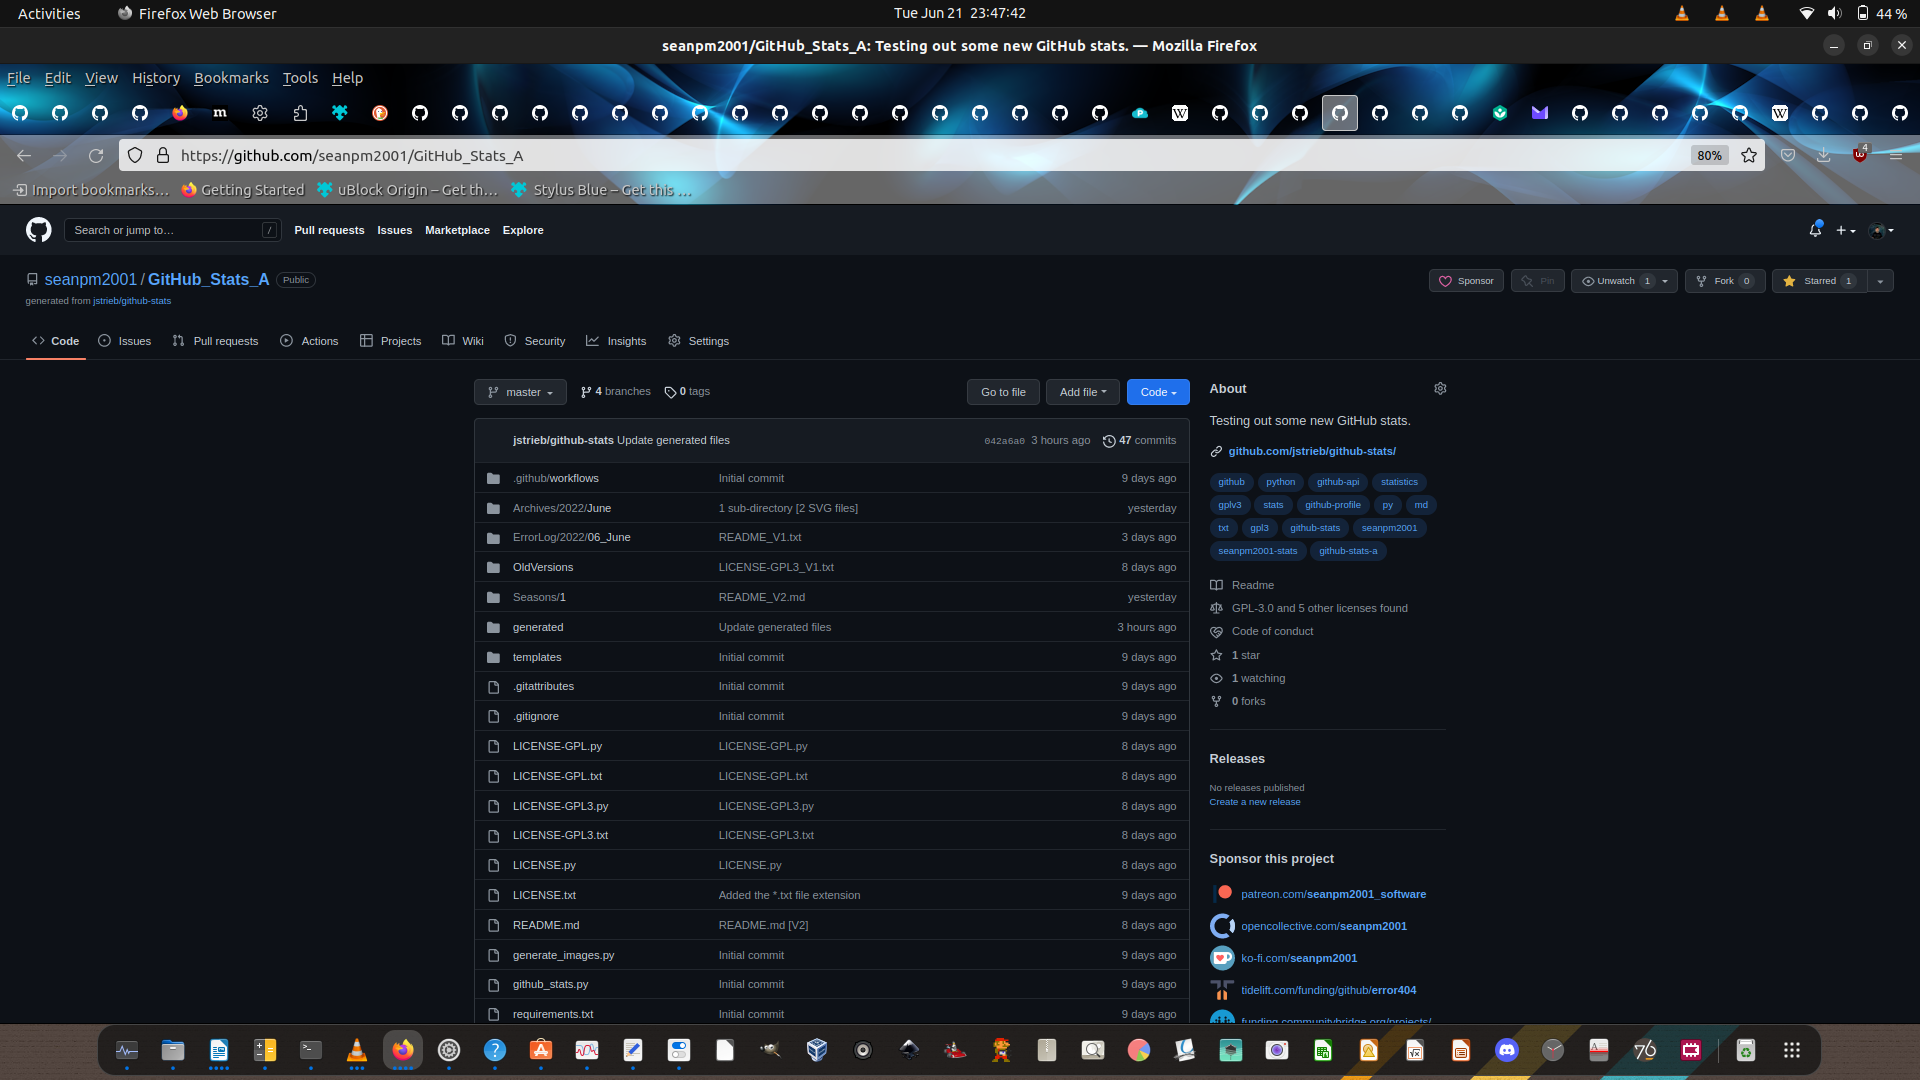 Activities Firefox Web Browser Tue Jun 21 23:47:42 44 %
seanpm2001/GitHub_Stats_A: Testing out some new GitHub stats. — Mozilla Firefox
File Edit View History Bookmarks Tools Help
https://github.com/seanpm2001/GitHub_Stats_A 80% 4
Import bookmarks… Getting Started uBlock Origin – Get th… Stylus Blue – Get this …
Search or jump to… / Pull requests Issues Marketplace Explore
seanpm2001 / GitHub_Stats_A Public Sponsor Pin Unwatch 1 Fork 0 Starred 1
generated from jstrieb/github-stats
Code Issues Pull requests Actions Projects Wiki Security Insights Settings
master 4 branches 0 tags Go to file Add file Code
jstrieb/github-stats Update generated files 042a6a0 3 hours ago 47 commits
.github/workflows Initial commit 9 days ago
Archives/2022/June 1 sub-directory [2 SVG files] yesterday
ErrorLog/2022/06_June README_V1.txt 3 days ago
OldVersions LICENSE-GPL3_V1.txt 8 days ago
Seasons/1 README_V2.md yesterday
generated Update generated files 3 hours ago
templates Initial commit 9 days ago
.gitattributes Initial commit 9 days ago
.gitignore Initial commit 9 days ago
LICENSE-GPL.py LICENSE-GPL.py 8 days ago
LICENSE-GPL.txt LICENSE-GPL.txt 8 days ago
LICENSE-GPL3.py LICENSE-GPL3.py 8 days ago
LICENSE-GPL3.txt LICENSE-GPL3.txt 8 days ago
LICENSE.py LICENSE.py 8 days ago
LICENSE.txt Added the *.txt file extension 9 days ago
README.md README.md [V2] 8 days ago
generate_images.py Initial commit 9 days ago
github_stats.py Initial commit 9 days ago
requirements.txt Initial commit 9 days ago
About
Testing out some new GitHub stats.
github.com/jstrieb/github-stats/
github python github-api statistics
gplv3 stats github-profile py md
txt gpl3 github-stats seanpm2001
seanpm2001-stats github-stats-a
Readme
GPL-3.0 and 5 other licenses found
Code of conduct
1 star
1 watching
0 forks
Releases
No releases published
Create a new release
Sponsor this project
patreon.com/seanpm2001_software
opencollective.com/seanpm2001
ko-fi.com/seanpm2001
tidelift.com/funding/github/error404
funding.communitybridge.org/projects/
76